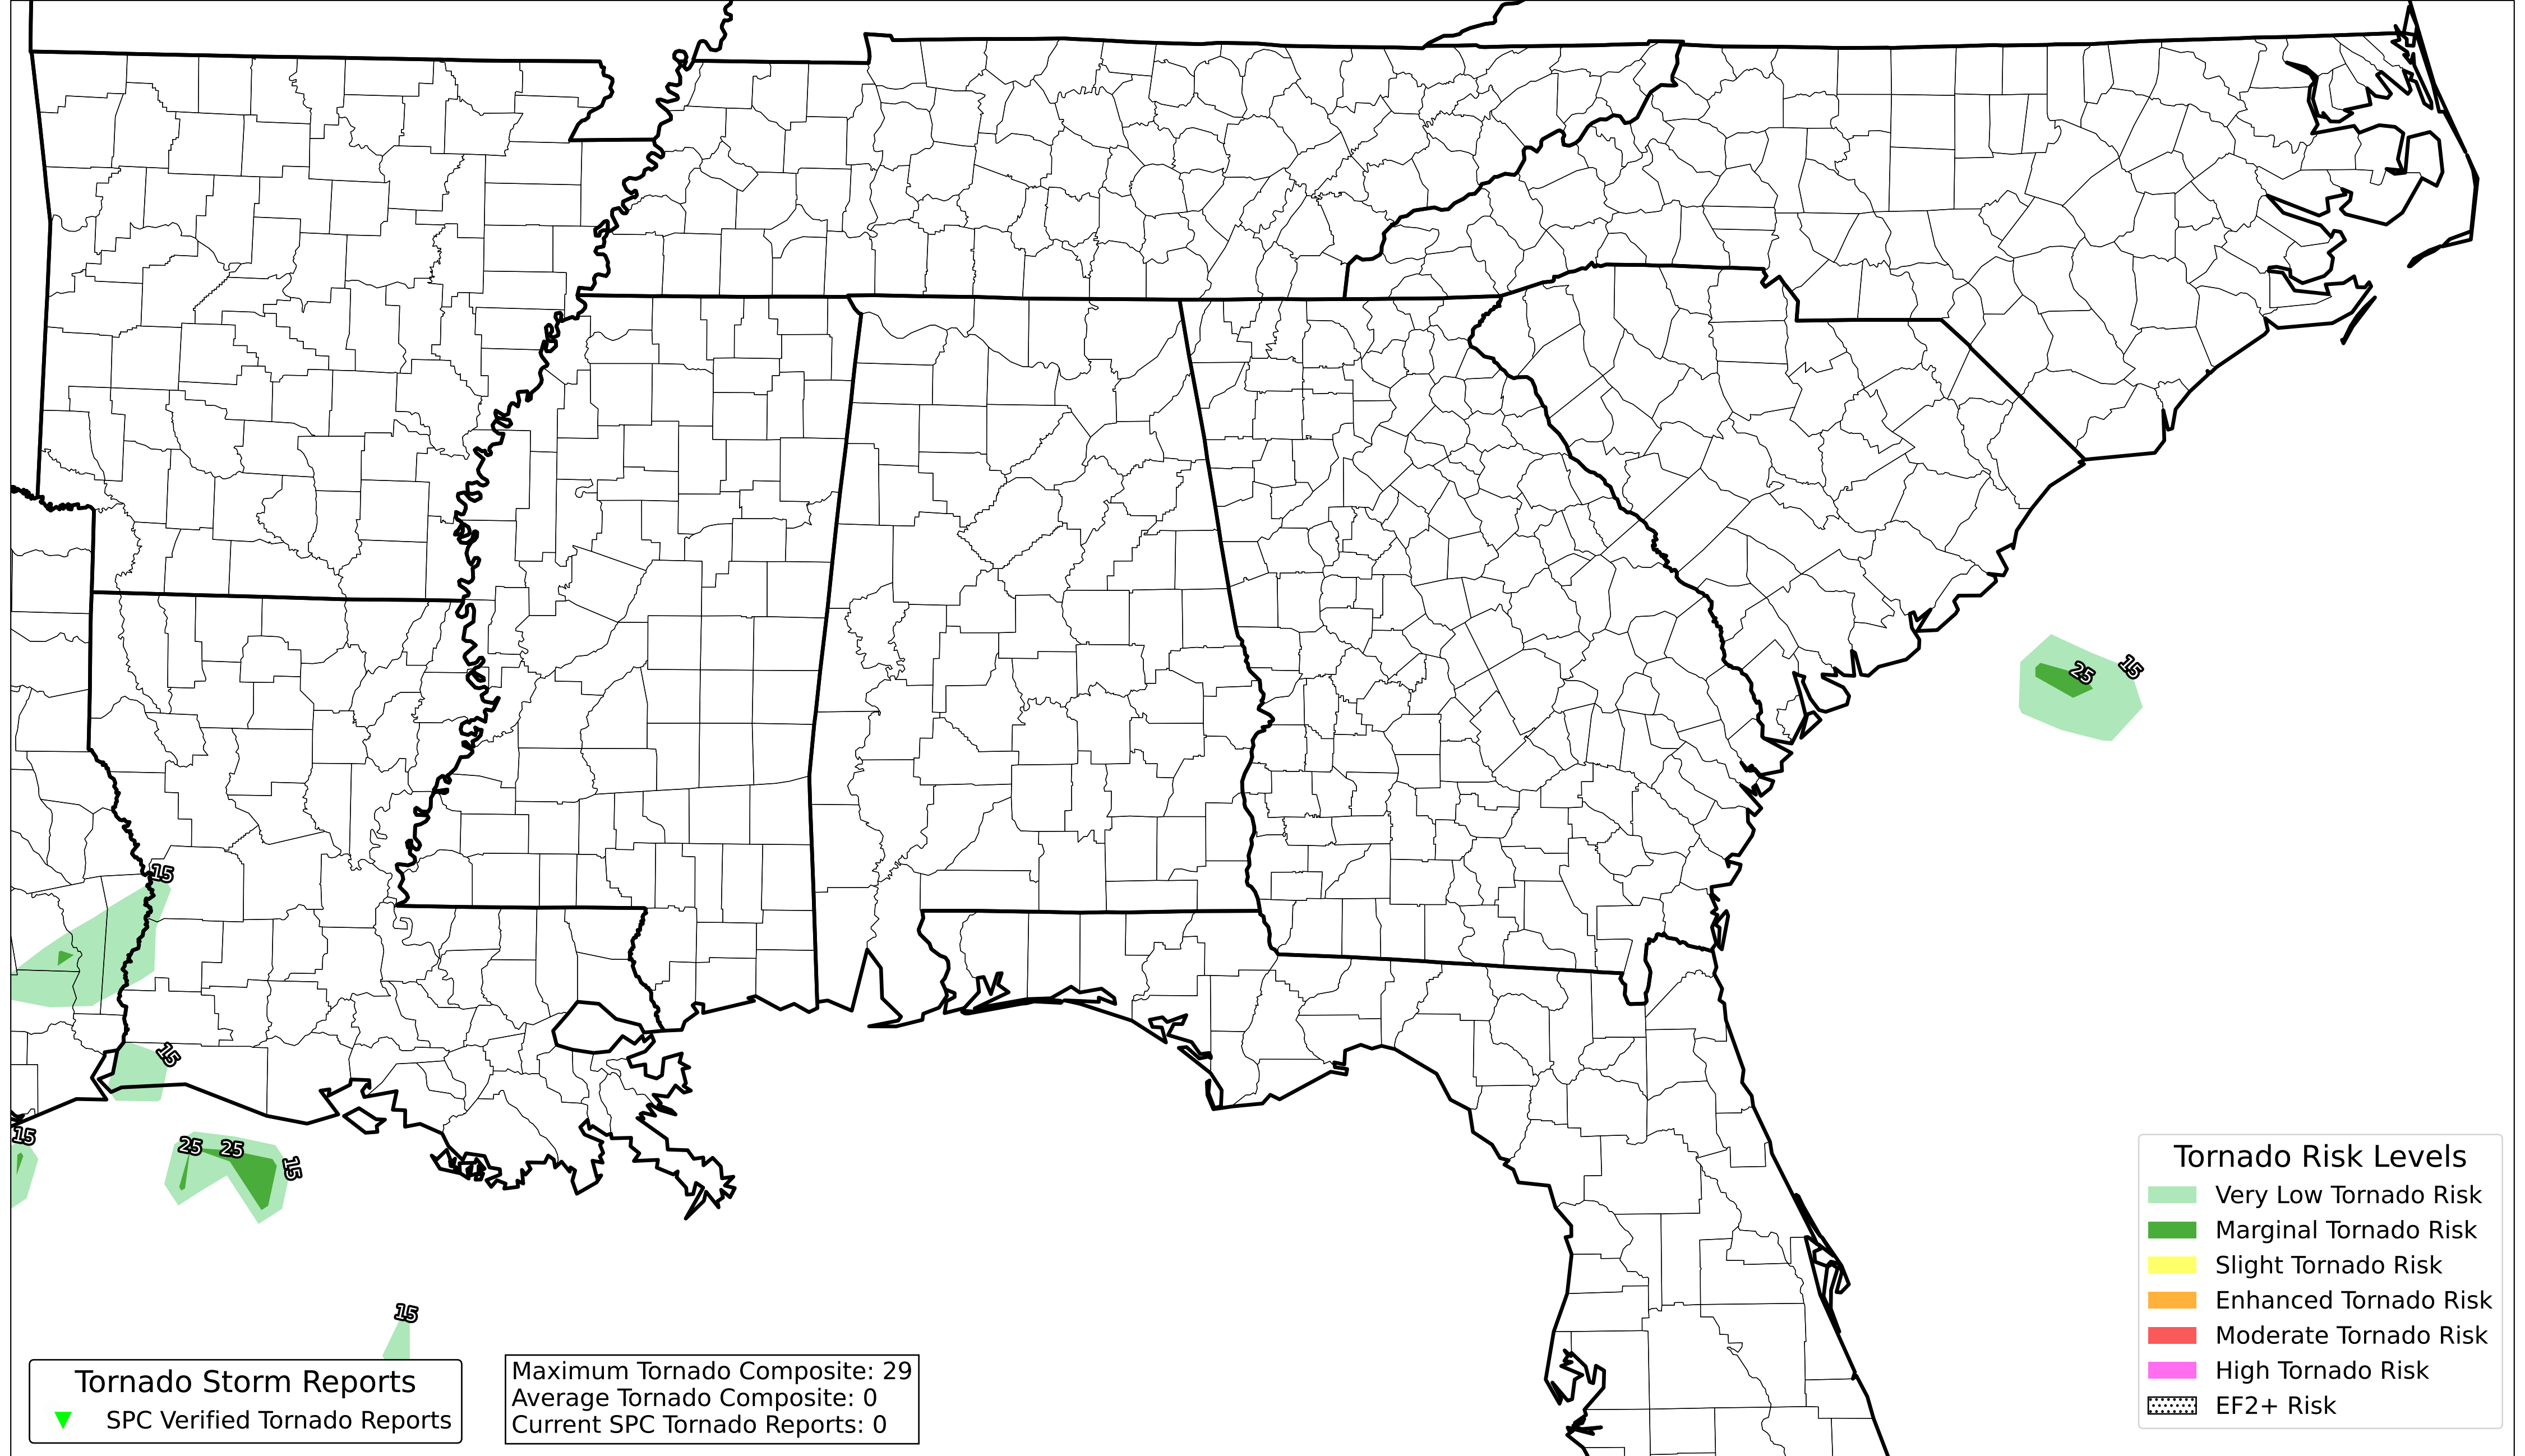 25
15
15
15
15
25
25
15
15
Tornado Storm Reports
SPC Verified Tornado Reports
Maximum Tornado Composite: 29
Average Tornado Composite: 0
Current SPC Tornado Reports: 0
Tornado Risk Levels
Very Low Tornado Risk
Marginal Tornado Risk
Slight Tornado Risk
Enhanced Tornado Risk
Moderate Tornado Risk
High Tornado Risk
EF2+ Risk